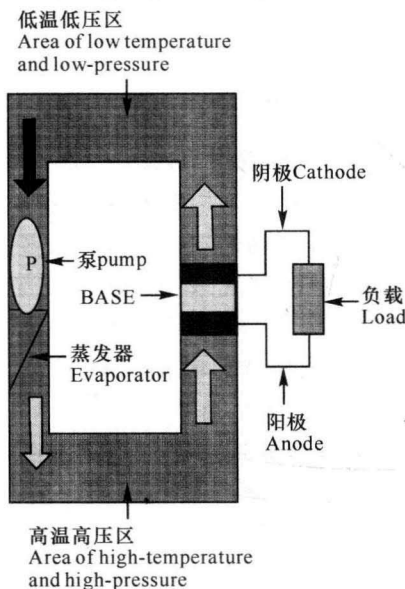 低温低压区
Area of low temperature
and low-pressure
阴极Cathode
P
泵pump
BASE
负载
Load
蒸发器
Evaporator
阳极
Anode
高温高压区
Area of high-temperature
and high-pressure